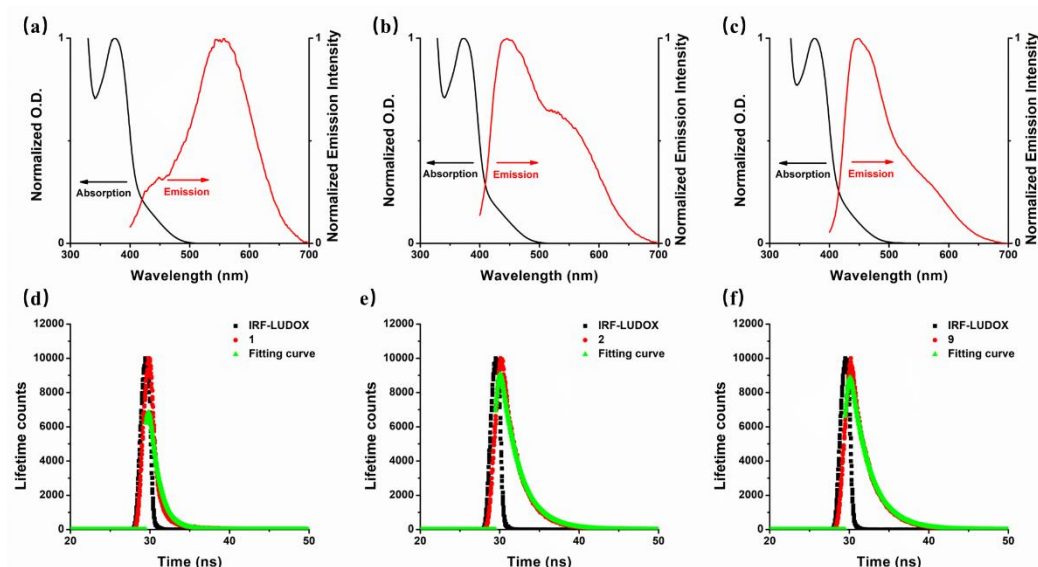 (a)
1
1
Normalized O.D.
Normalized Emission Intensity
Absorption
Emission
0
0
300 400 500 600 700
Wavelength (nm)
(b)
1
1
Normalized O.D.
Normalized Emission Intensity
Absorption
Emission
0
0
300 400 500 600 700
Wavelength (nm)
(c)
1
1
Normalized O.D.
Normalized Emission Intensity
Absorption
Emission
0
0
300 400 500 600 700
Wavelength (nm)
(d)
12000
10000
8000
6000
4000
2000
0
Lifetime counts
IRF-LUDOX
1
Fitting curve
20 30 40 50
Time (ns)
e)
12000
10000
8000
6000
4000
2000
0
Lifetime counts
IRF-LUDOX
2
Fitting curve
20 30 40 50
Time (ns)
(f)
12000
10000
8000
6000
4000
2000
0
Lifetime counts
IRF-LUDOX
9
Fitting curve
20 30 40 50
Time (ns)